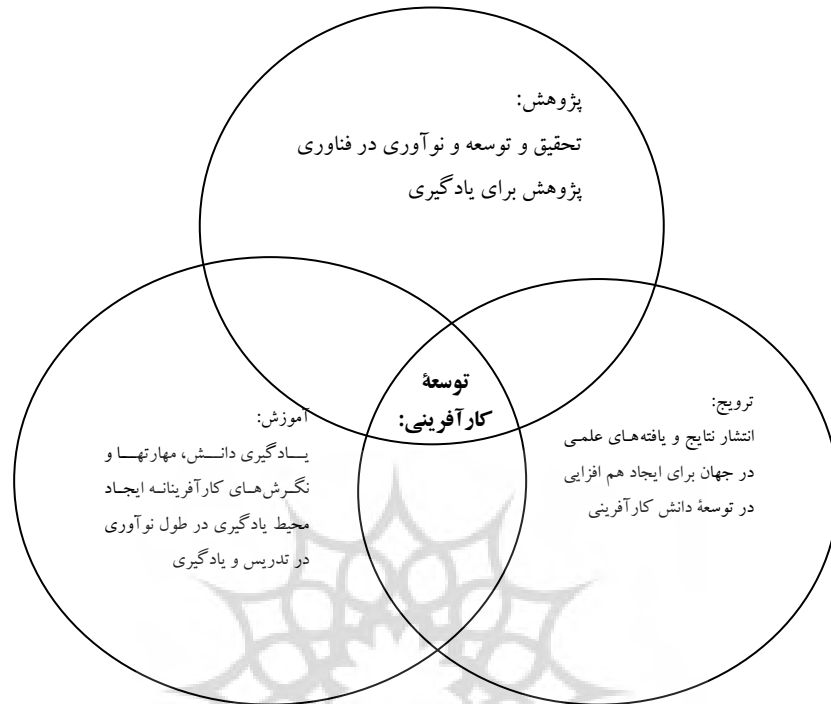 پژوهش:
تحقیق و توسعه و نوآوری در فناوری
پژوهش برای یادگیری
توسعهٔ
کارآفرینی:
ترویج:
انتشار نتایج و یافته‌های علمی
در جهان برای ایجاد هم افزایی
در توسعهٔ دانش کارآفرینی
آموزش:
یادگیری دانش، مهارتها و
نگرش‌های کارآفرینانه ایجاد
محیط یادگیری در طول نوآوری
در تدریس و یادگیری